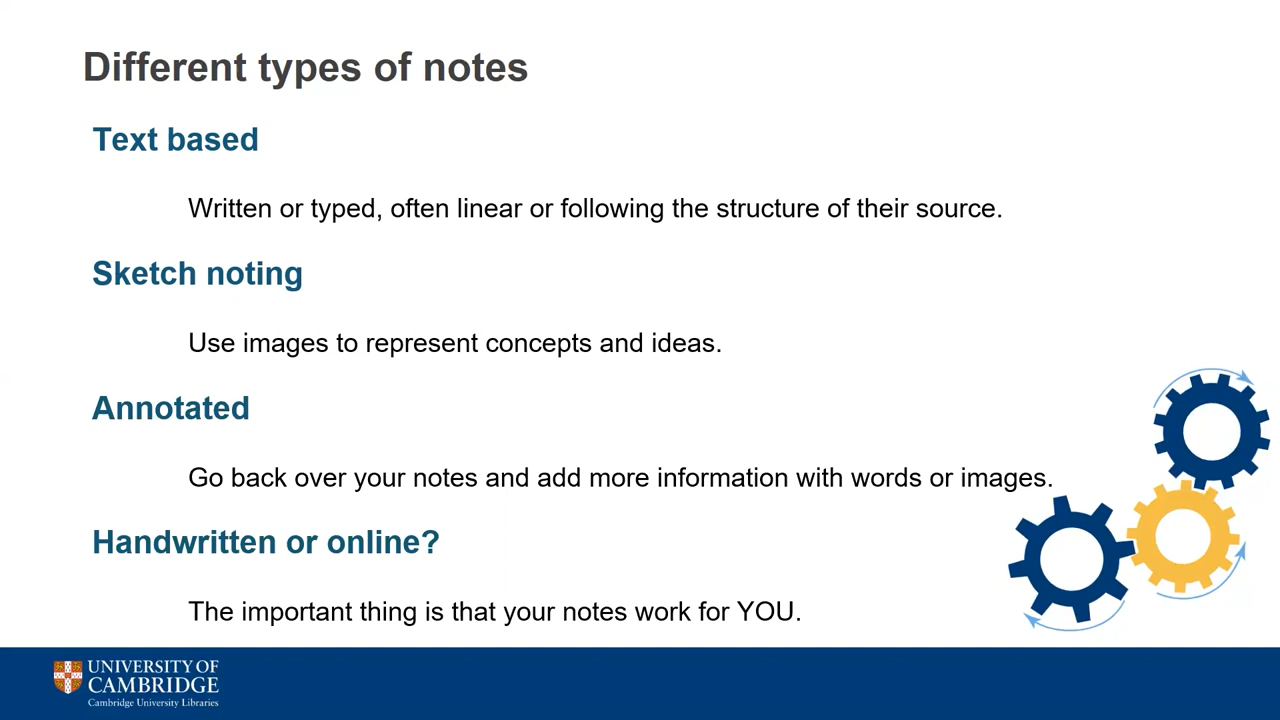 Different types of notes
Text based
Written or typed, often linear or following the structure of their source.
Sketch noting
Use images to represent concepts and ideas.
Annotated
Go back over your notes and add more information with words or images.
Handwritten or online?
The important thing is that your notes work for YOU.
UNIVERSITY OF
CAMBRIDGE
Cambridge University Libraries